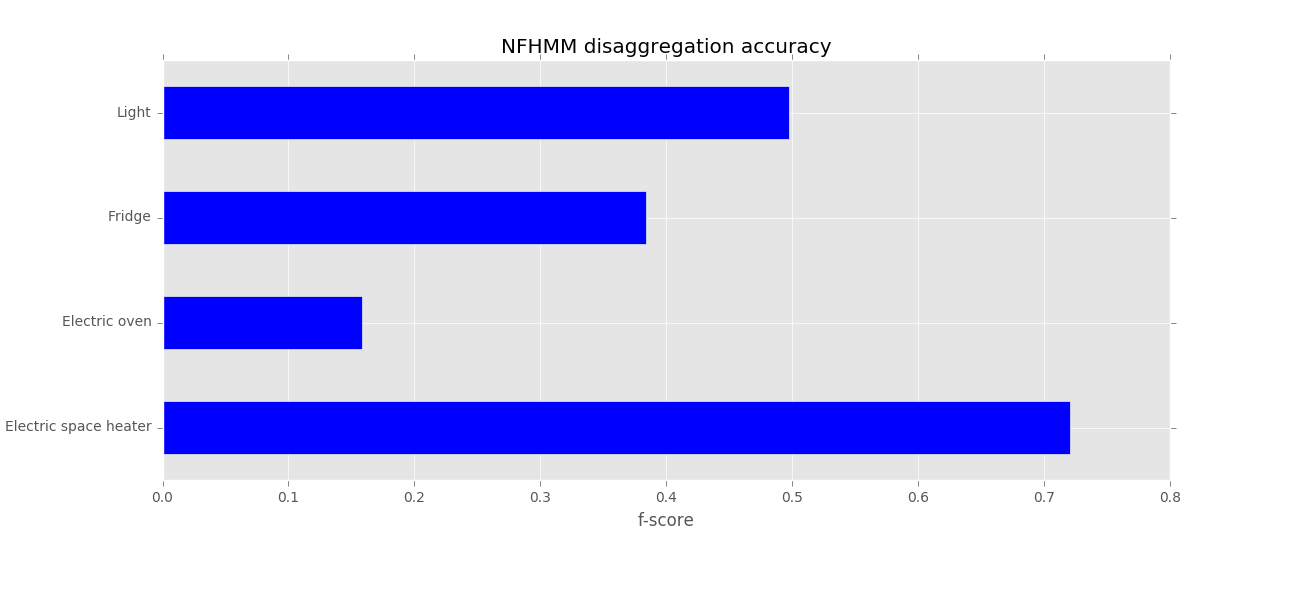 NFHMM disaggregation accuracy
Light
Fridge
Electric oven
Electric space heater
0.0 0.1 0.2 0.3 0.4 0.5 0.6 0.7 0.8
f-score